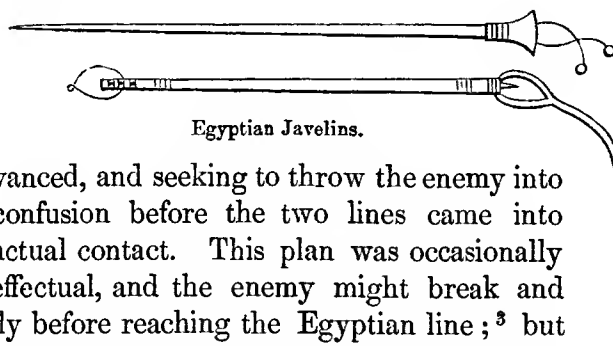 Egyptian Javelins.
vanced, and seeking to throw the enemy into
confusion before the two lines came into
actual contact. This plan was occasionally
effectual, and the enemy might break and
ly before reaching the Egyptian line ; ³ but